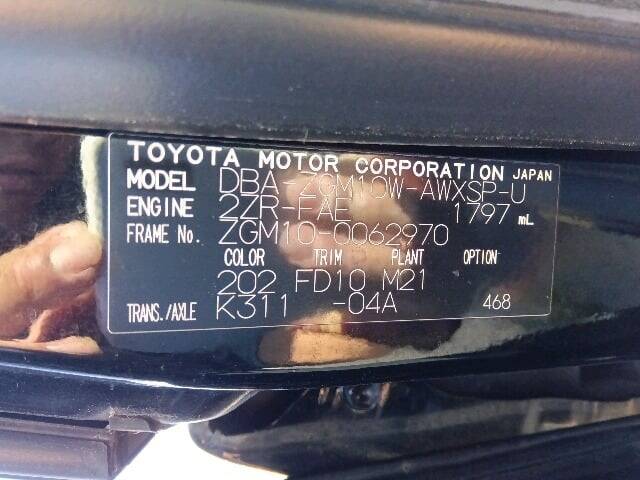 TOYOTA MOTOR CORPORATION JAPAN
MODEL DBA-ZGM10W-AWXSP-U
ENGINE 2ZR-FAE 1797 mL
FRAME No. ZGM10-0062970
COLOR TRIM PLANT OPTION
202 FD10 M21
TRANS./AXLE K311 -04A 468